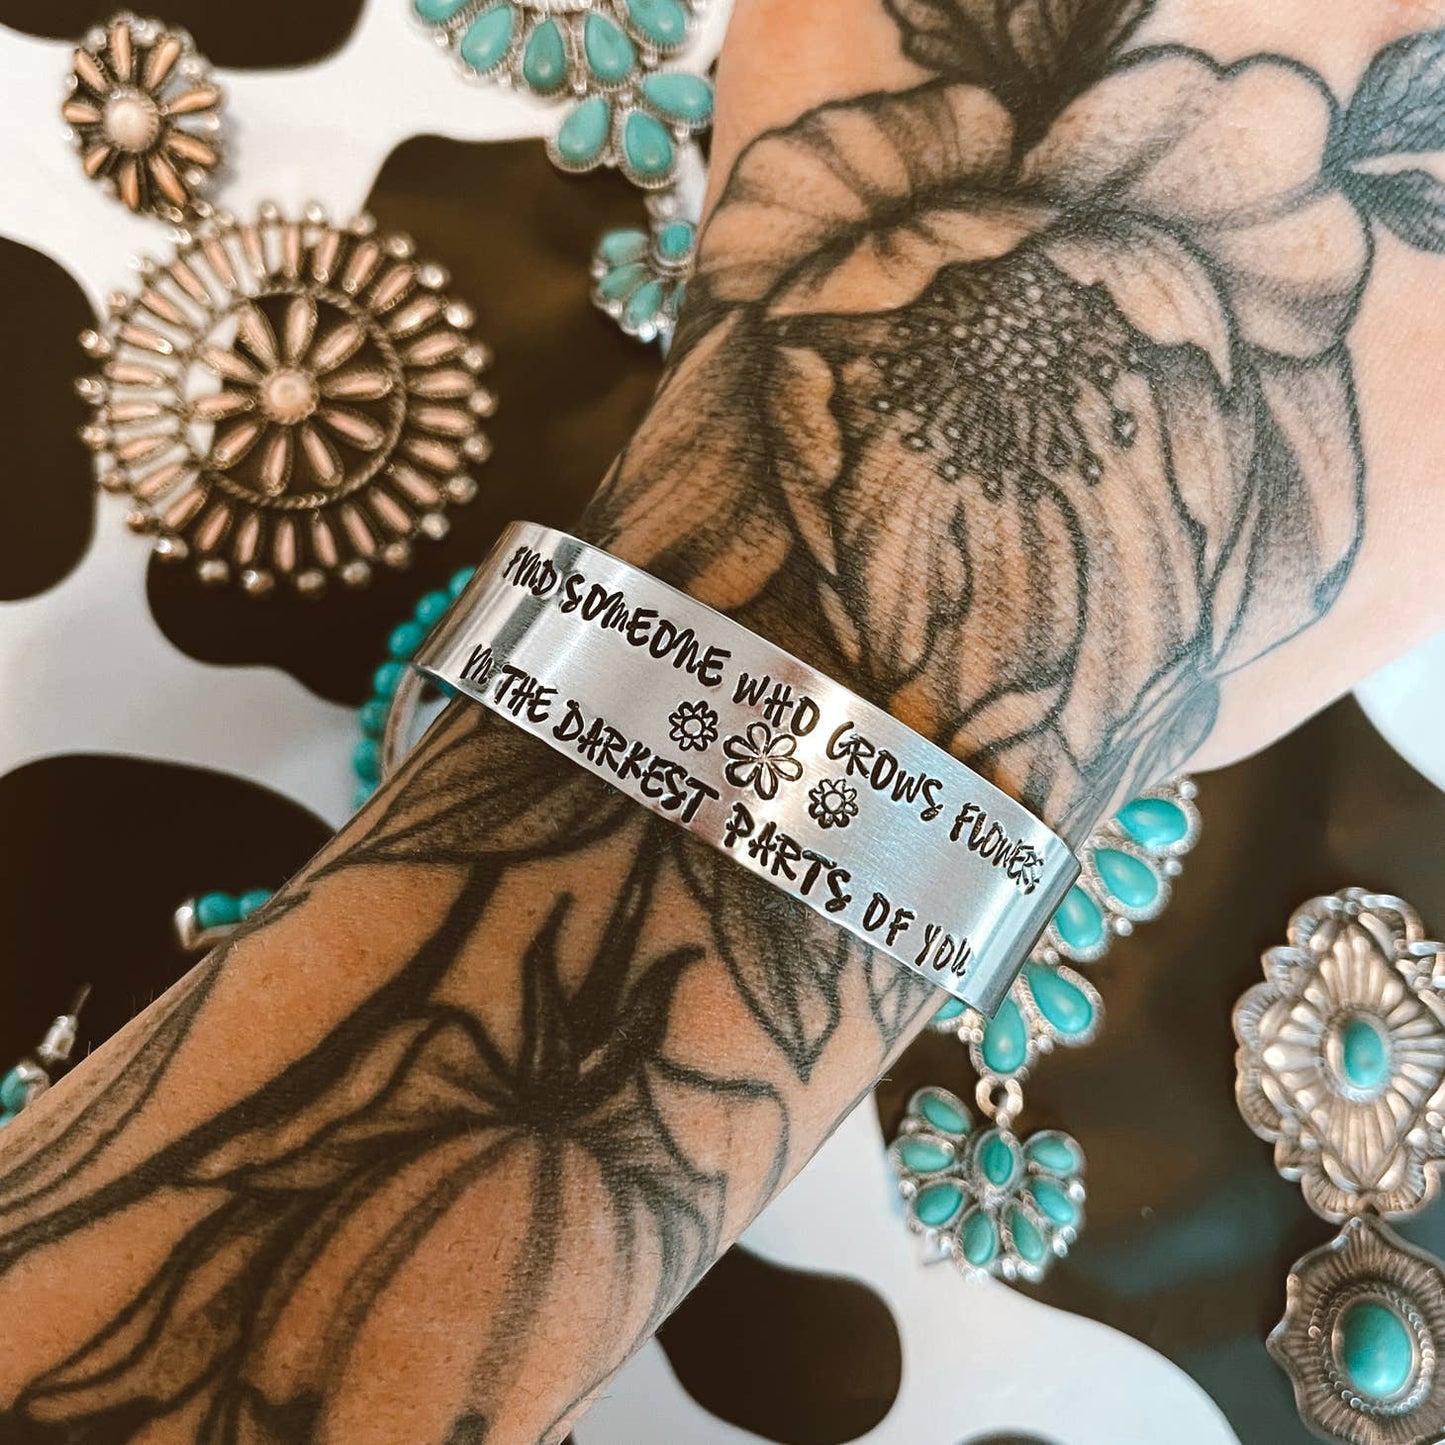 FIND SOMEONE WHO GROWS FLOWERS
IN THE DARKEST PARTS OF YOU